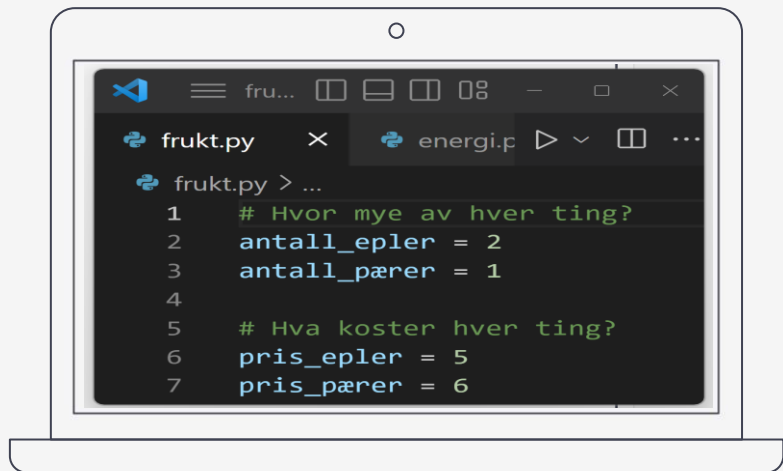 fru...
frukt.py energi.p
frukt.py > ...
1 # Hvor mye av hver ting?
2 antall_epler = 2
3 antall_pærer = 1
4
5 # Hva koster hver ting?
6 pris_epler = 5
7 pris_pærer = 6